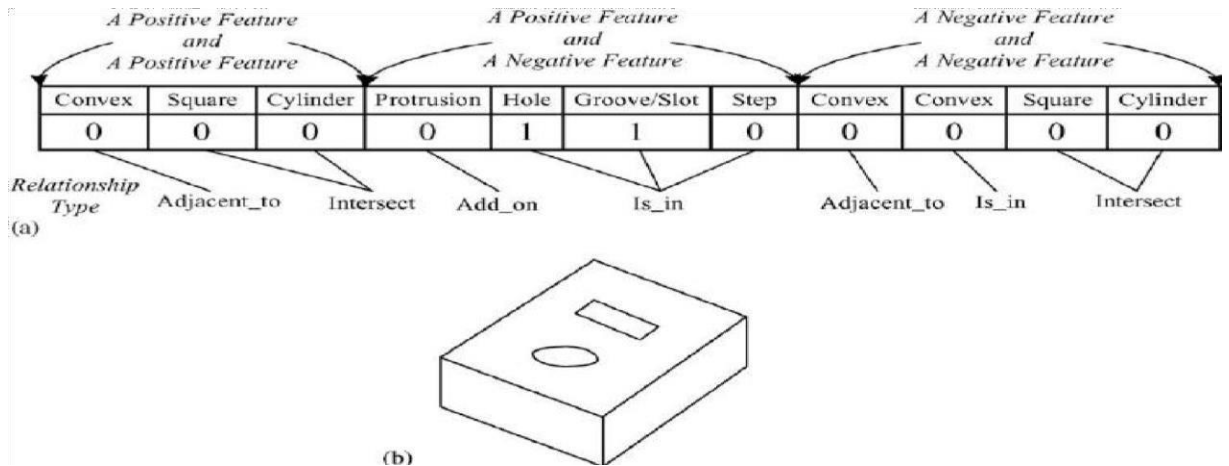 A Positive Feature and A Positive Feature
A Positive Feature and A Negative Feature
A Negative Feature and A Negative Feature
Convex Square Cylinder Protrusion Hole Groove/Slot Step Convex Convex Square Cylinder
0 0 0 0 1 1 0 0 0 0 0
Relationship Type Adjacent_to Intersect Add_on Is_in Adjacent_to Is_in Intersect
(a)
(b)